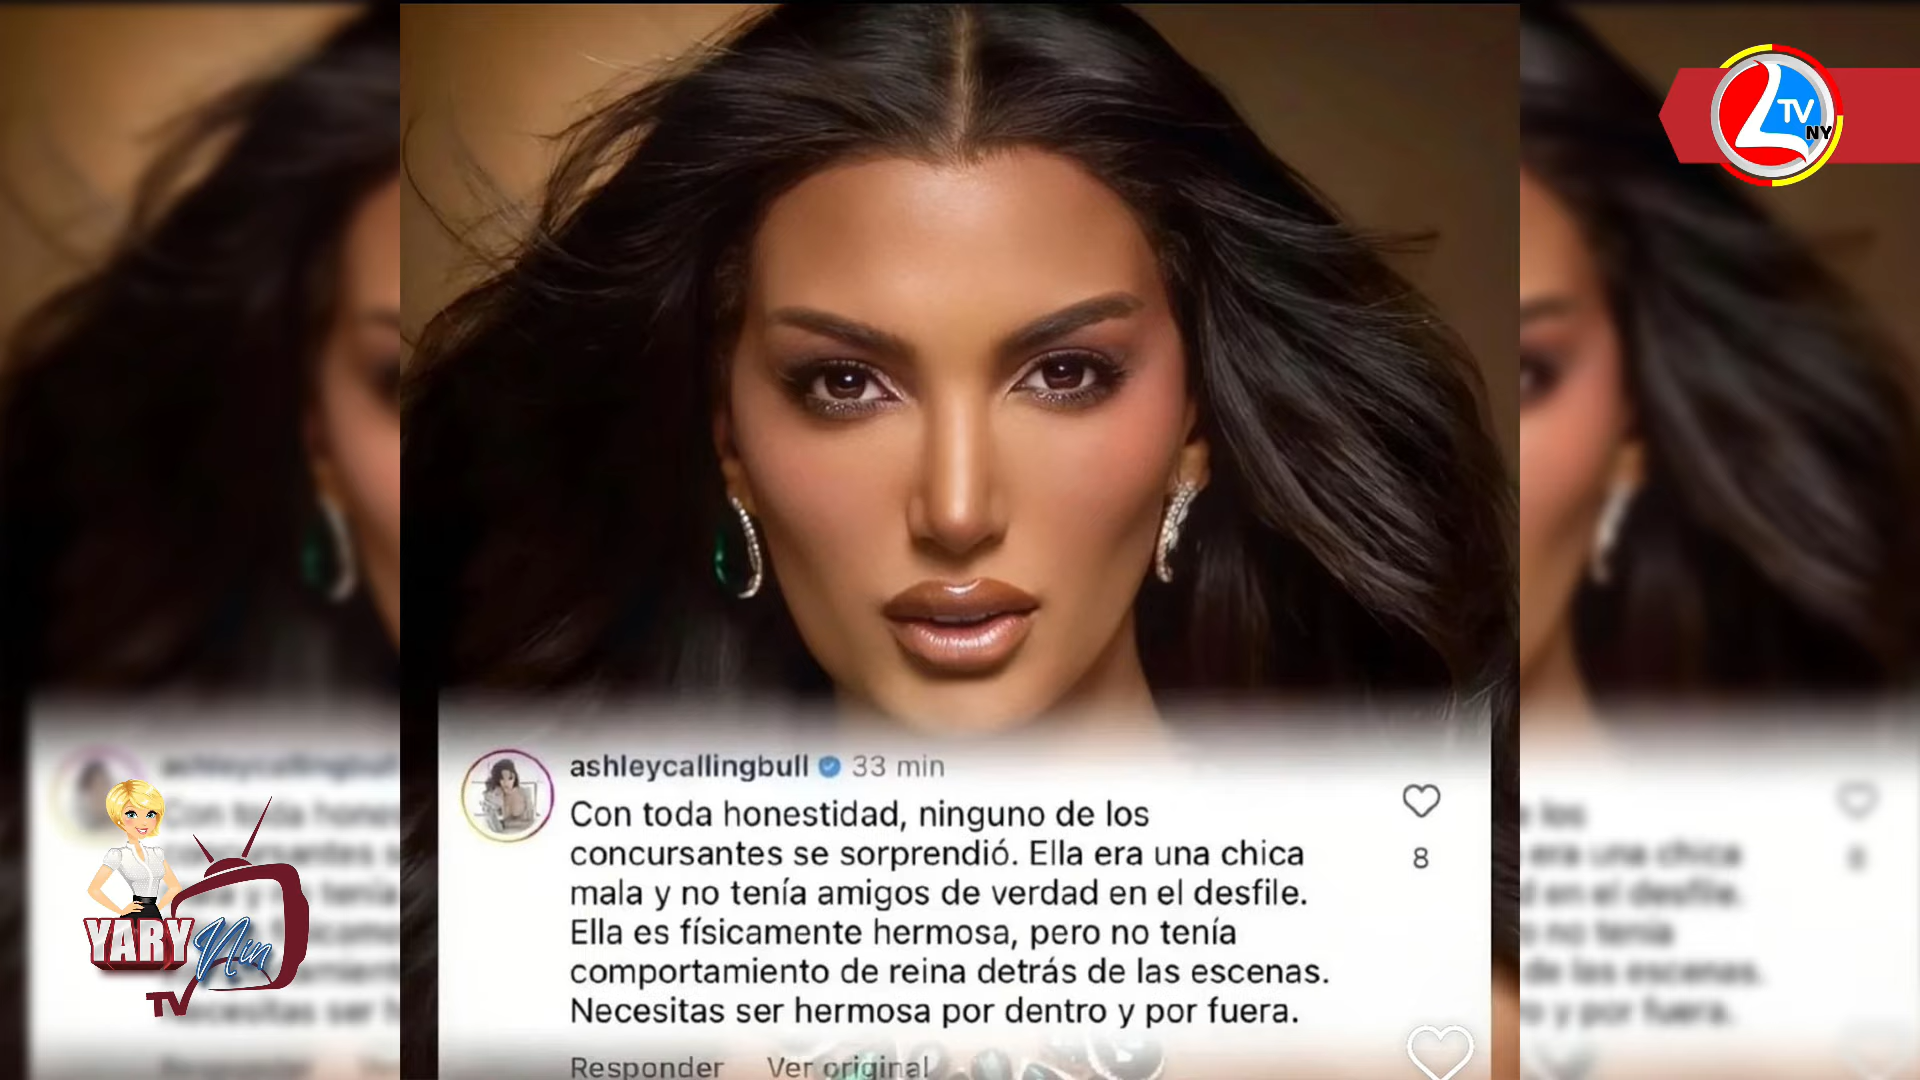 TV
NY
ashleycallingbull 33 min
Con toda honestidad, ninguno de los
concursantes se sorprendió. Ella era una chica
mala y no tenía amigos de verdad en el desfile.
Ella es físicamente hermosa, pero no tenía
comportamiento de reina detrás de las escenas.
Necesitas ser hermosa por dentro y por fuera.
8
Responder Ver original
YARY Nin
TV